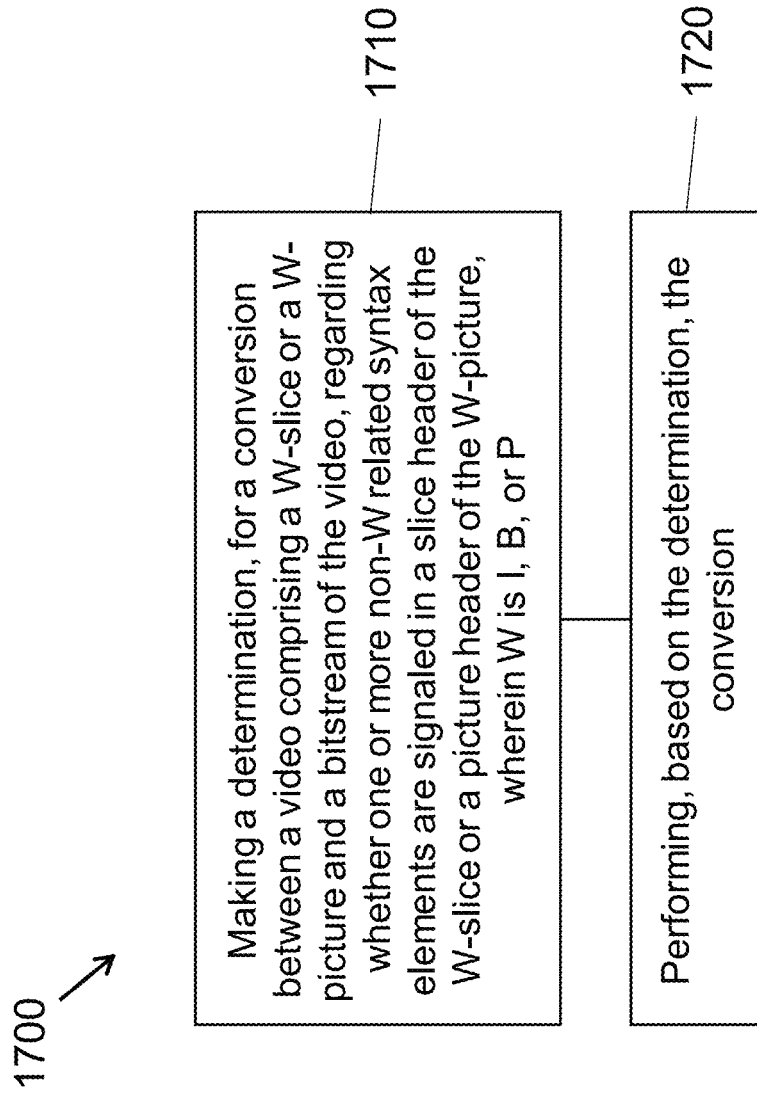 1700
Making a determination, for a conversion
between a video comprising a W-slice or a W-
picture and a bitstream of the video, regarding
whether one or more non-W related syntax
elements are signaled in a slice header of the
W-slice or a picture header of the W-picture,
wherein W is I, B, or P
1710
Performing, based on the determination, the
conversion
1720